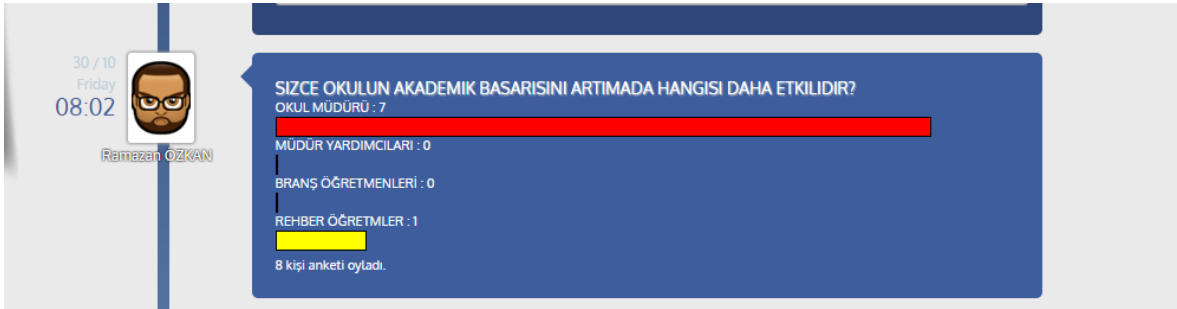 30 / 10
Friday
08:02
Ramazan OZKAN
SIZCE OKULUN AKADEMIK BASARISINI ARTIMADA HANGISI DAHA ETKILIDIR?
OKUL MÜDÜRÜ : 7
MÜDÜR YARDIMCILARI : 0
BRANŞ ÖĞRETMENLERİ : 0
REHBER ÖĞRETMLER : 1
8 kişi anketi oyladı.